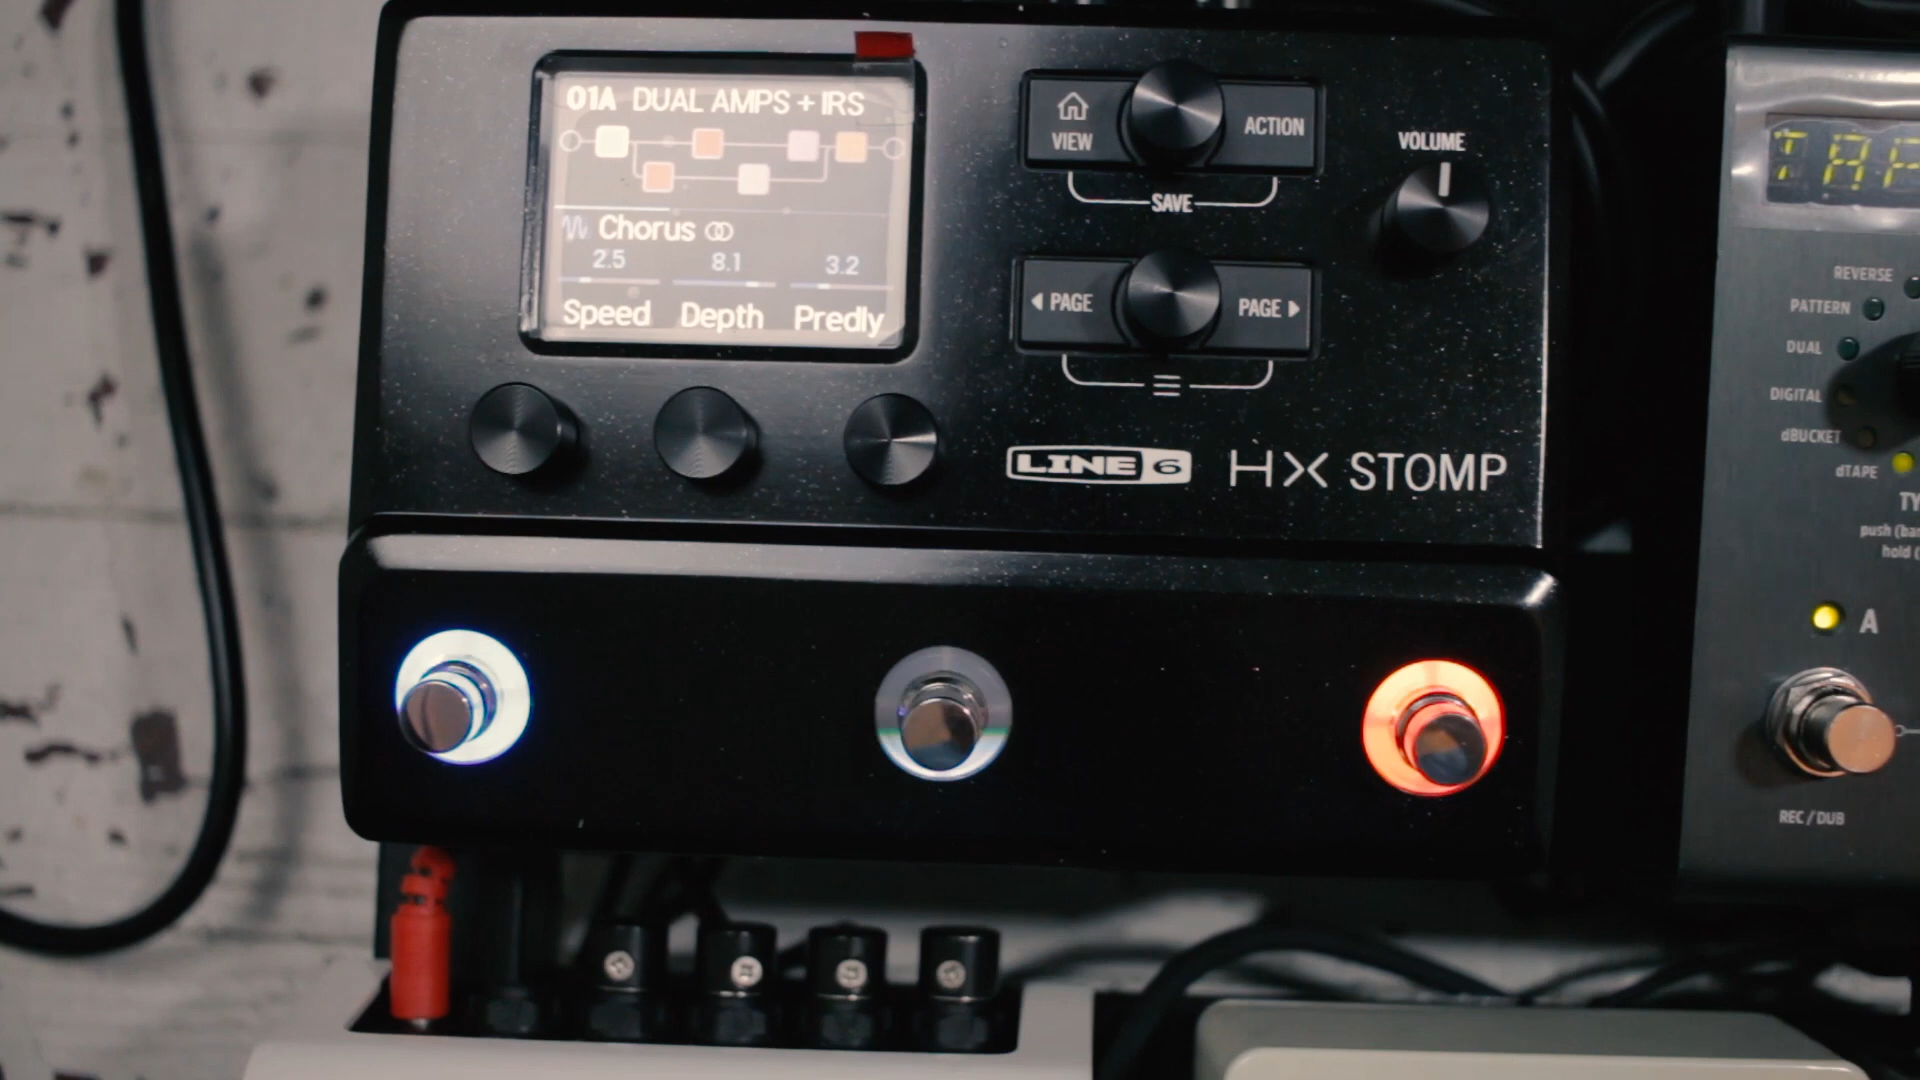 01A DUAL AMPS + IRS
Chorus
2.5 8.1 3.2
Speed Depth Predly
VIEW
ACTION
SAVE
PAGE
PAGE
VOLUME
LINE 6 HX STOMP
REVERSE
PATTERN
DUAL
DIGITAL
dBUCKET
dTAPE
A
REC / DUB